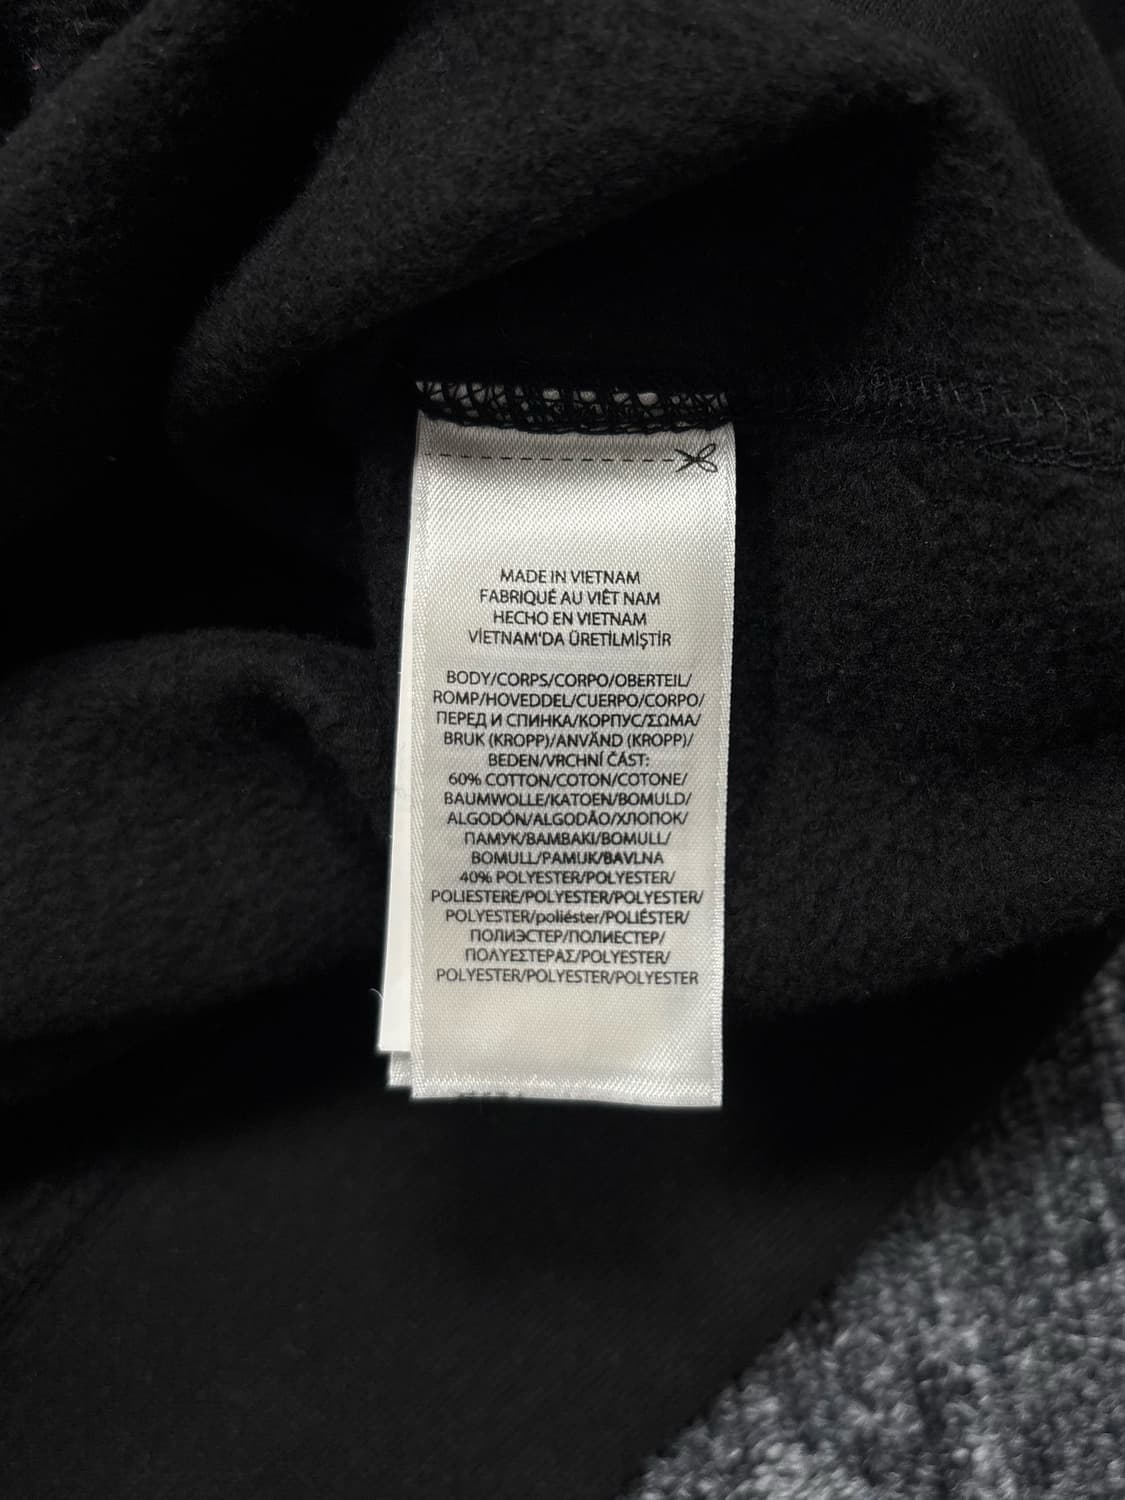 MADE IN VIETNAM
FABRIQUÉ AU VIÊT NAM
HECHO EN VIETNAM
VİETNAM'DA ÜRETİLMİŞTİR
BODY/CORPS/CORPO/OBERTEIL/
ROMP/HOVEDDEL/CUERPO/CORPO/
ПЕРЕД И СПИНКА/КОРПУС/ΣΩΜΑ/
BRUK (KROPP)/ANVÄND (KROPP)/
BEDEN/VRCHNÍ ČÁST:
60% COTTON/COTON/COTONE/
BAUMWOLLE/KATOEN/BOMULD/
ALGODÓN/ALGODÃO/ХЛОПОК/
ПАМУК/ΒΑΜΒΑΚΙ/BOMULL/
BOMULL/PAMUK/BAVLNA
40% POLYESTER/POLYESTER/
POLIESTERE/POLYESTER/POLYESTER/
POLYESTER/poliéster/POLIÉSTER/
ПОЛИЭСТЕР/ПОЛИЕСТЕР/
ΠΟΛΥΕΣΤΕΡΑΣ/POLYESTER/
POLYESTER/POLYESTER/POLYESTER